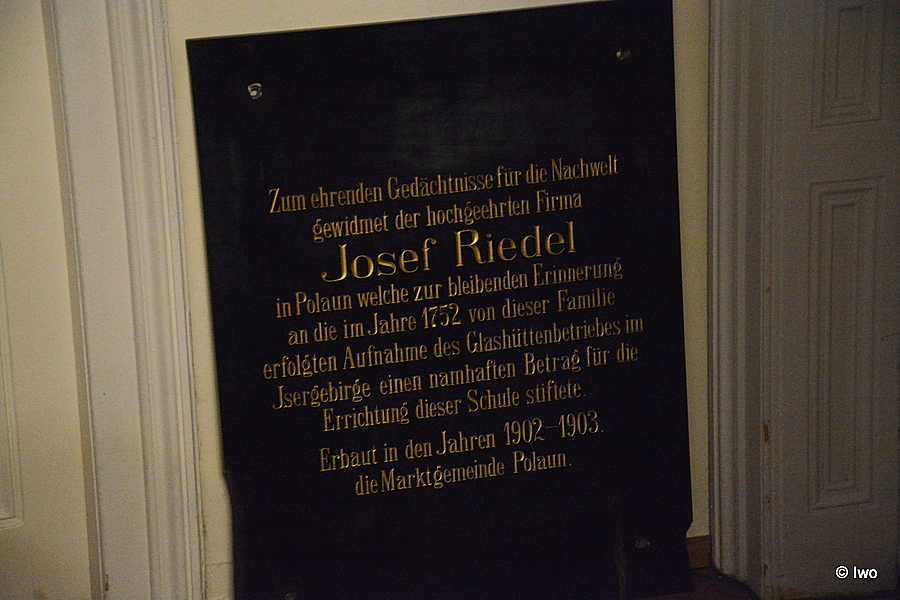 Zum ehrenden Gedächtnisse für die Nachwelt
gewidmet der hochgeehrten Firma
Josef Riedel
in Polaun welche zur bleibenden Erinnerung
an die im Jahre 1752 von dieser Familie
erfolgten Aufnahme des Glashüttenbetriebes im
Jsergebirge einen namhaften Betrag für die
Errichtung dieser Schule stiftete.
Erbaut in den Jahren 1902-1903.
die Marktgemeinde Polaun.
© Iwo